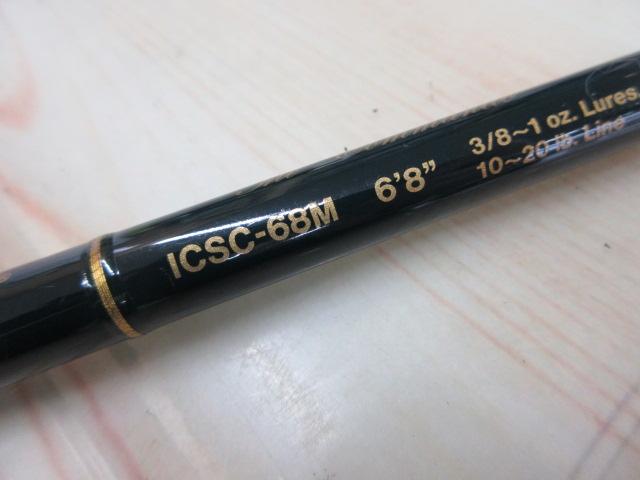 ICSC-68M 6'8"
3/8~1 oz. Lures,
10~20 lb. Line